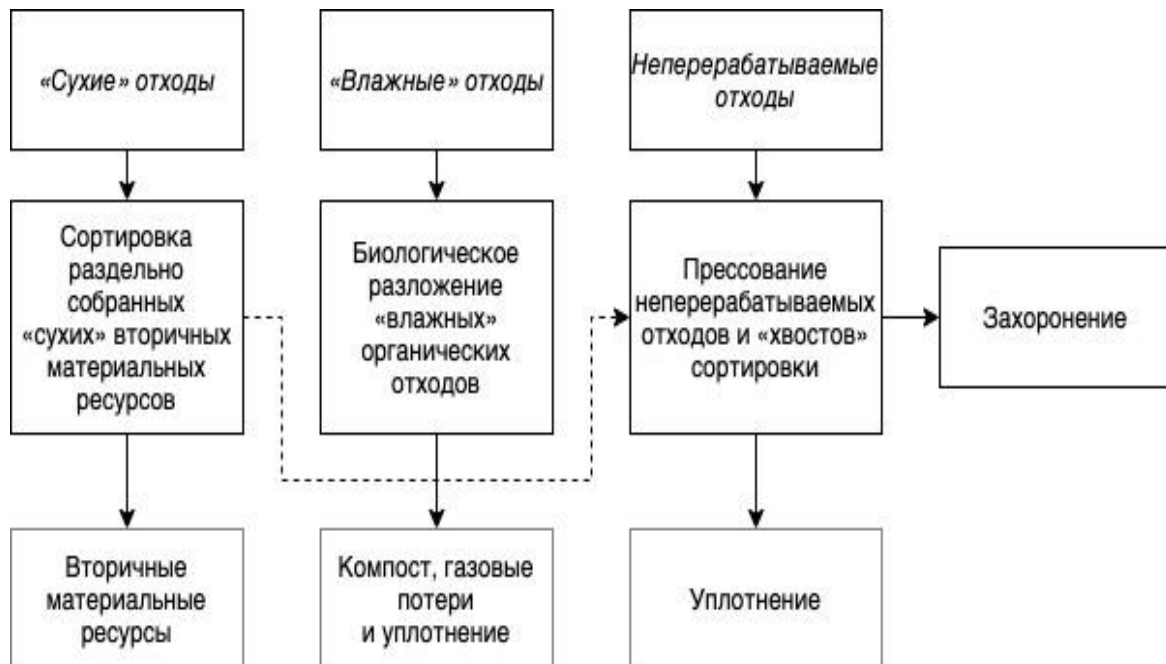 «Сухие» отходы
«Влажные» отходы
Неперерабатываемые
отходы
Сортировка
раздельно
собранных
«сухих» вторичных
материальных
ресурсов
Биологическое
разложение
«влажных»
органических
отходов
Прессование
неперерабатываемых
отходов и «хвостов»
сортировки
Захоронение
Вторичные
материальные
ресурсы
Компост, газовые
потери
и уплотнение
Уплотнение